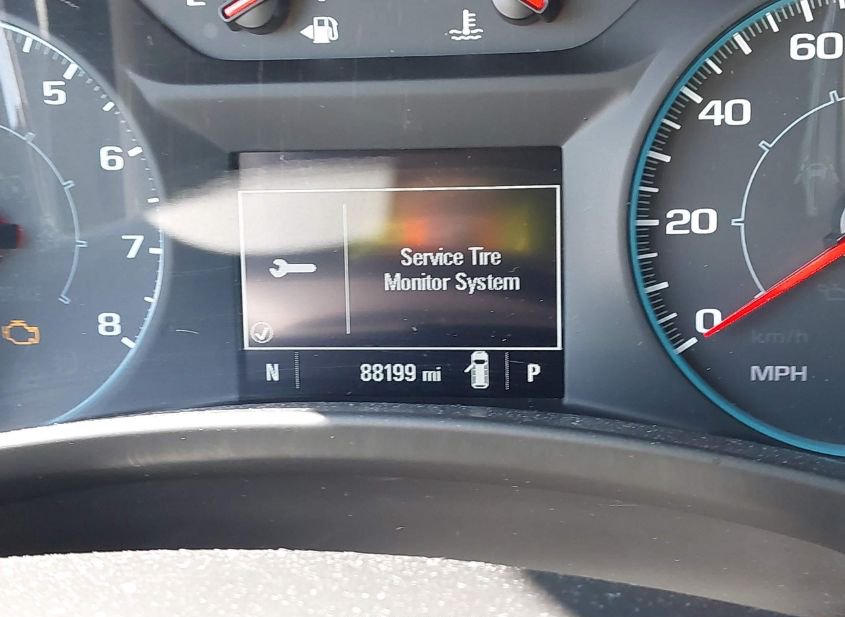 5
6
7
8
Service Tire
Monitor System
N 88199 mi P
60
40
20
0
km/h
MPH